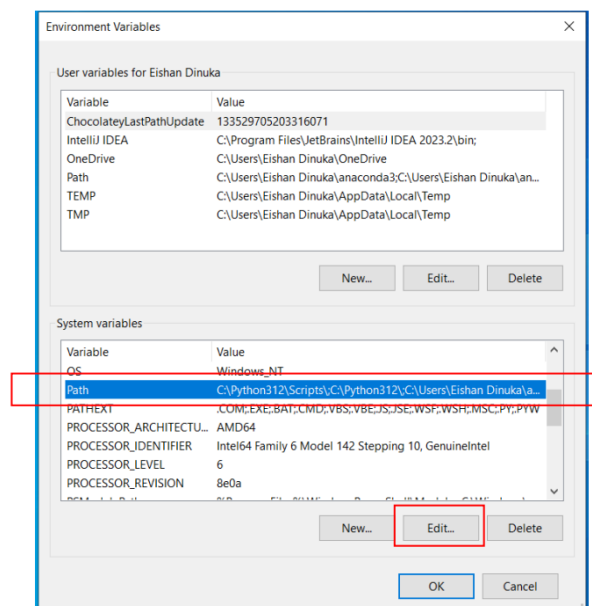 Environment Variables
User variables for Eishan Dinuka
Variable Value
ChocolateyLastPathUpdate 133529705203316071
IntelliJ IDEA C:\Program Files\JetBrains\IntelliJ IDEA 2023.2\bin;
OneDrive C:\Users\Eishan Dinuka\OneDrive
Path C:\Users\Eishan Dinuka\anaconda3;C:\Users\Eishan Dinuka\an...
TEMP C:\Users\Eishan Dinuka\AppData\Local\Temp
TMP C:\Users\Eishan Dinuka\AppData\Local\Temp
New... Edit... Delete
System variables
Variable Value
OS Windows_NT
Path C:\Python312\Scripts\;C:\Python312\;C:\Users\Eishan Dinuka\a...
PATHEXT .COM;.EXE;.BAT;.CMD;.VBS;.VBE;.JS;.JSE;.WSF;.WSH;.MSC;.PY;.PYW
PROCESSOR_ARCHITECTU... AMD64
PROCESSOR_IDENTIFIER Intel64 Family 6 Model 142 Stepping 10, GenuineIntel
PROCESSOR_LEVEL 6
PROCESSOR_REVISION 8e0a
New... Edit... Delete
OK Cancel